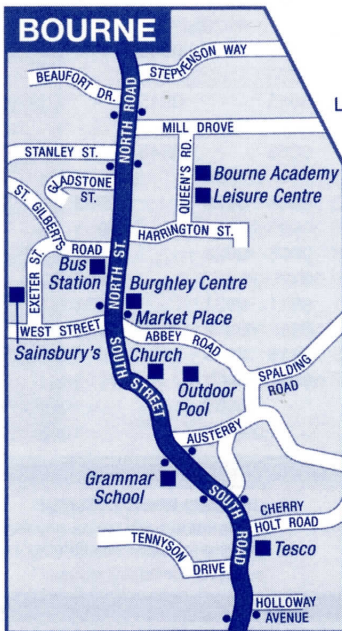 BOURNE
STEPHENSON WAY
BEAUFORT DR.
L
NORTH ROAD
MILL DROVE
STANLEY ST.
QUEEN'S RD.
Bourne Academy
Leisure Centre
GLADSTONE
ST.
ST. GILBERTS
ROAD
HARRINGTON ST.
Bus
Station
EXETER ST.
NORTH ST.
Burghley Centre
Market Place
WEST STREET
Sainsbury's
ABBEY ROAD
Church
SOUTH
STREET
Outdoor
Pool
SPALDING
ROAD
AUSTERBY
Grammar
School
SOUTH ROAD
CHERRY
HOLT ROAD
Tesco
TENNYSON
DRIVE
HOLLOWAY
AVENUE